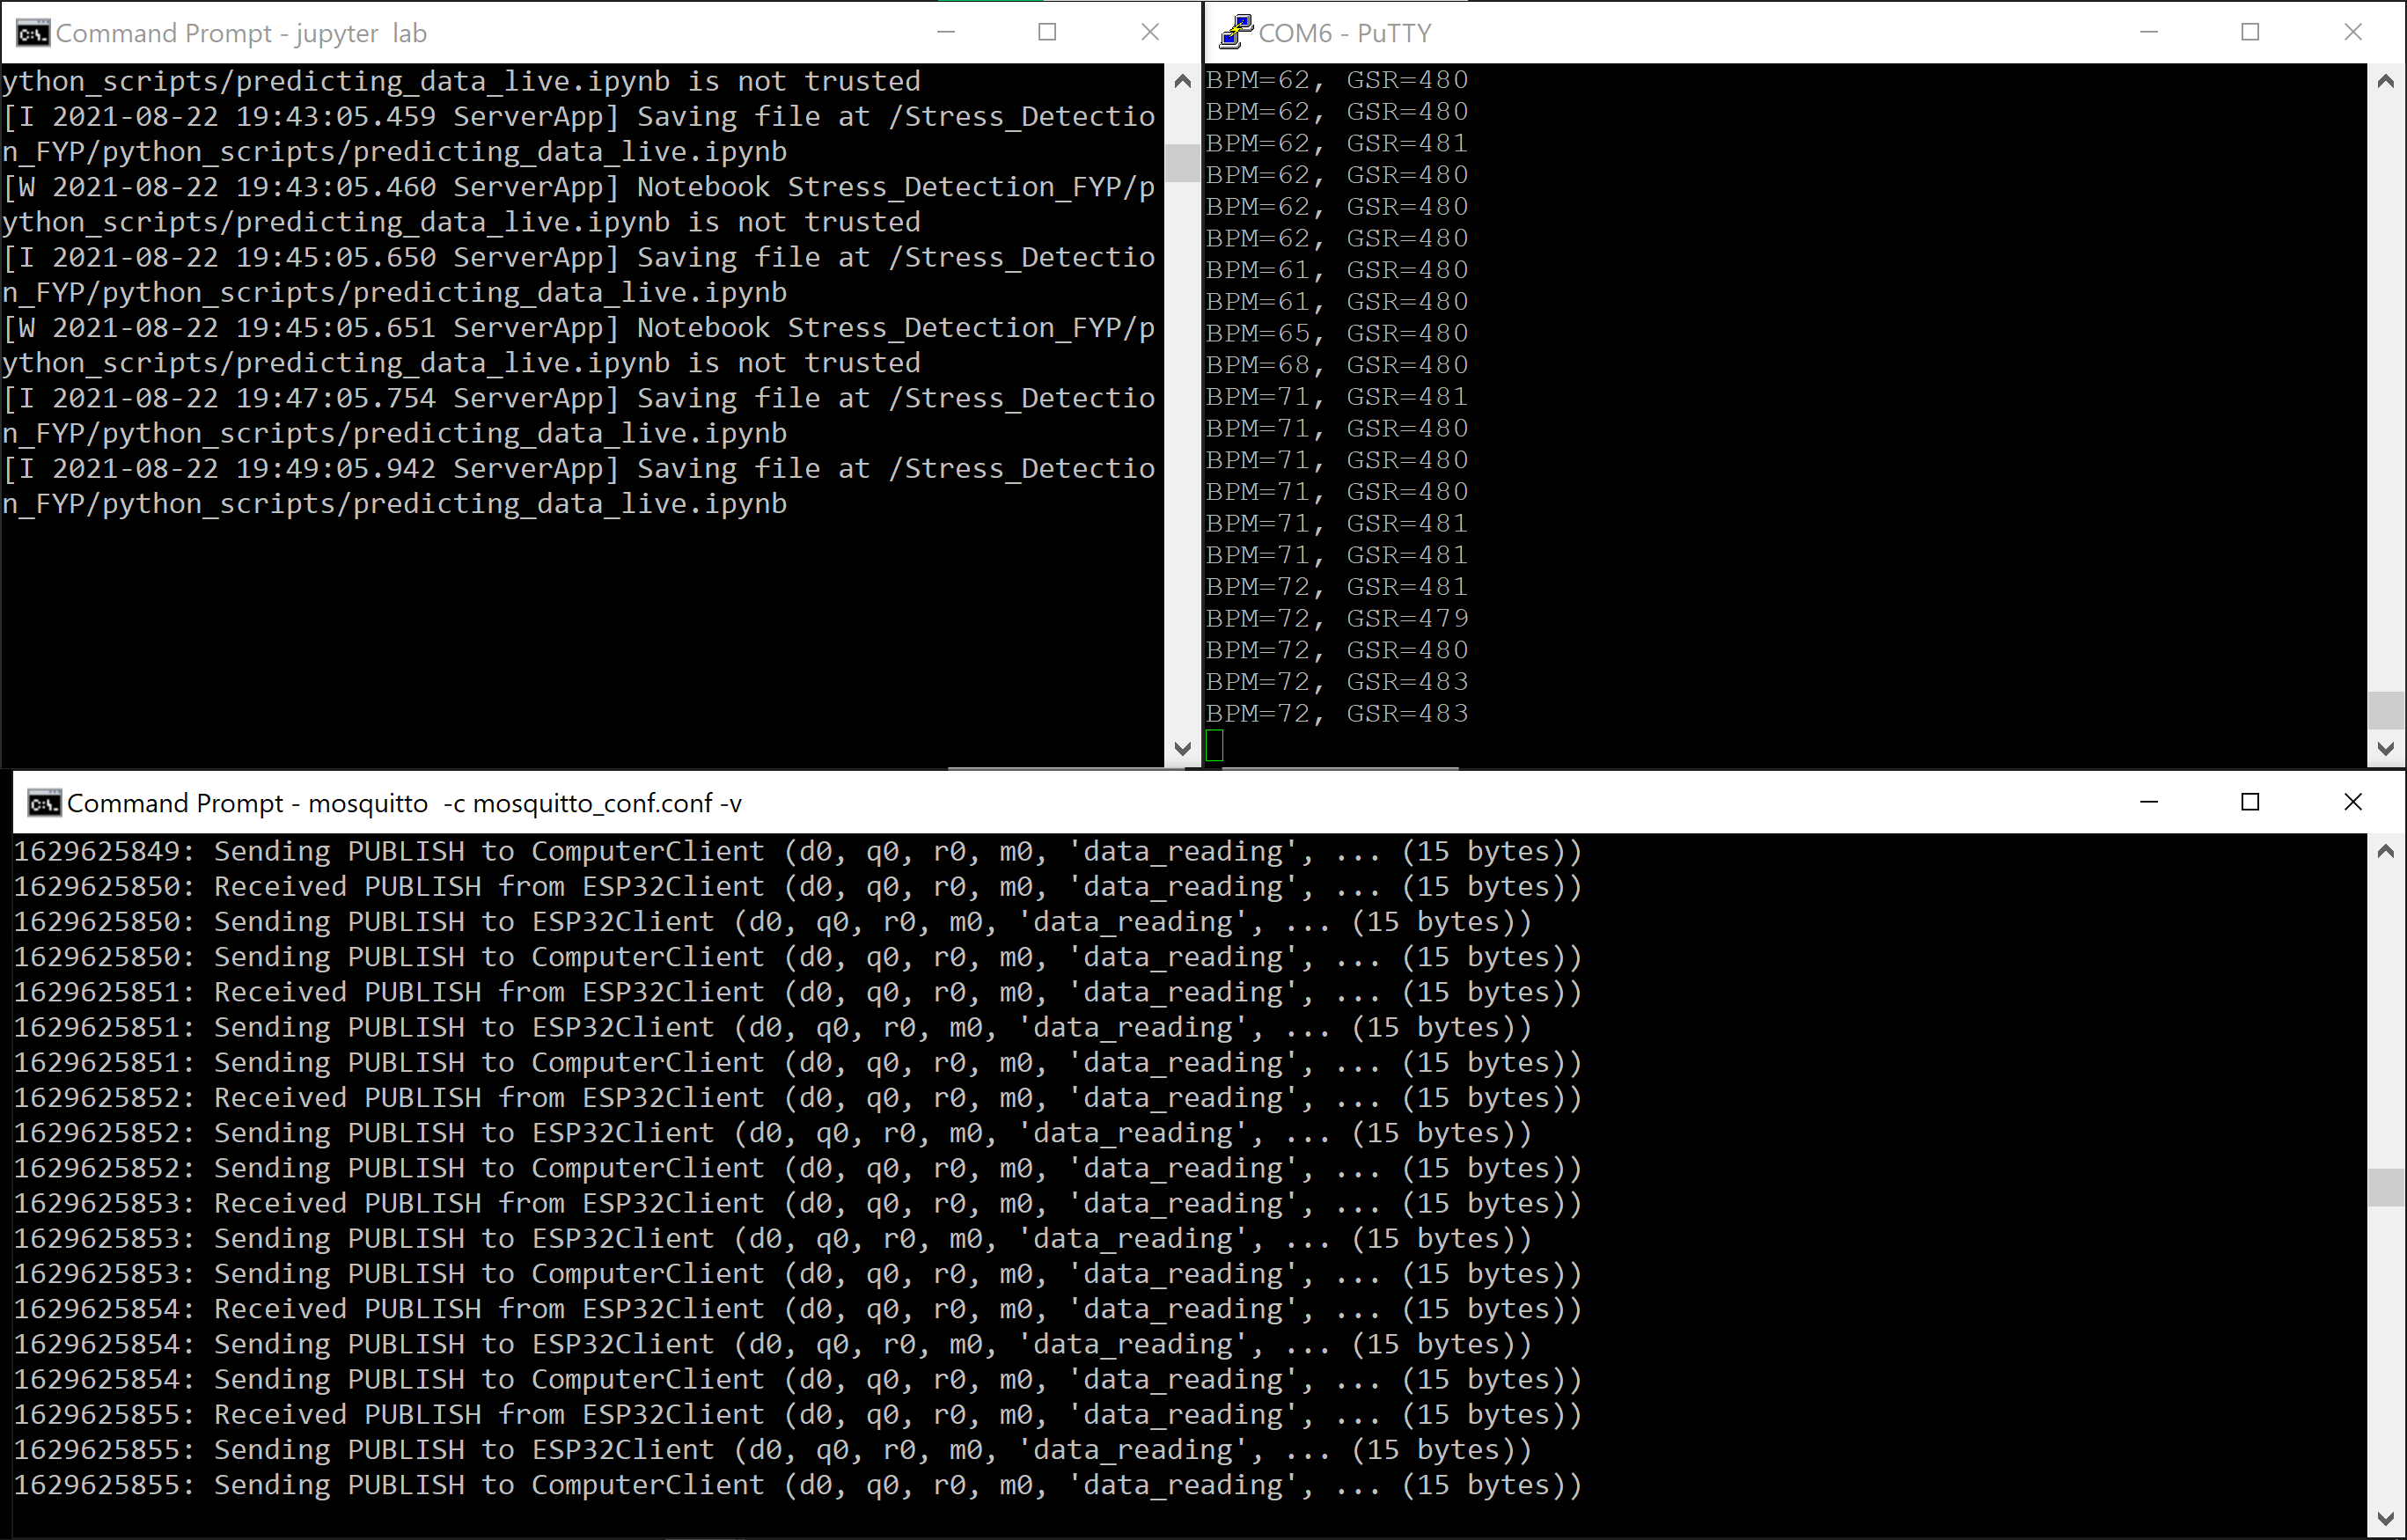 Command Prompt - jupyter  lab
ython_scripts/predicting_data_live.ipynb is not trusted
[I 2021-08-22 19:43:05.459 ServerApp] Saving file at /Stress_Detectio
n_FYP/python_scripts/predicting_data_live.ipynb
[W 2021-08-22 19:43:05.460 ServerApp] Notebook Stress_Detection_FYP/p
ython_scripts/predicting_data_live.ipynb is not trusted
[I 2021-08-22 19:45:05.650 ServerApp] Saving file at /Stress_Detectio
n_FYP/python_scripts/predicting_data_live.ipynb
[W 2021-08-22 19:45:05.651 ServerApp] Notebook Stress_Detection_FYP/p
ython_scripts/predicting_data_live.ipynb is not trusted
[I 2021-08-22 19:47:05.754 ServerApp] Saving file at /Stress_Detectio
n_FYP/python_scripts/predicting_data_live.ipynb
[I 2021-08-22 19:49:05.942 ServerApp] Saving file at /Stress_Detectio
n_FYP/python_scripts/predicting_data_live.ipynb
COM6 - PuTTY
BPM=62, GSR=480
BPM=62, GSR=480
BPM=62, GSR=481
BPM=62, GSR=480
BPM=62, GSR=480
BPM=62, GSR=480
BPM=61, GSR=480
BPM=61, GSR=480
BPM=65, GSR=480
BPM=68, GSR=480
BPM=71, GSR=481
BPM=71, GSR=480
BPM=71, GSR=480
BPM=71, GSR=480
BPM=71, GSR=481
BPM=71, GSR=481
BPM=72, GSR=481
BPM=72, GSR=479
BPM=72, GSR=480
BPM=72, GSR=483
BPM=72, GSR=483
Command Prompt - mosquitto  -c mosquitto_conf.conf -v
1629625849: Sending PUBLISH to ComputerClient (d0, q0, r0, m0, 'data_reading', ... (15 bytes))
1629625850: Received PUBLISH from ESP32Client (d0, q0, r0, m0, 'data_reading', ... (15 bytes))
1629625850: Sending PUBLISH to ESP32Client (d0, q0, r0, m0, 'data_reading', ... (15 bytes))
1629625850: Sending PUBLISH to ComputerClient (d0, q0, r0, m0, 'data_reading', ... (15 bytes))
1629625851: Received PUBLISH from ESP32Client (d0, q0, r0, m0, 'data_reading', ... (15 bytes))
1629625851: Sending PUBLISH to ESP32Client (d0, q0, r0, m0, 'data_reading', ... (15 bytes))
1629625851: Sending PUBLISH to ComputerClient (d0, q0, r0, m0, 'data_reading', ... (15 bytes))
1629625852: Received PUBLISH from ESP32Client (d0, q0, r0, m0, 'data_reading', ... (15 bytes))
1629625852: Sending PUBLISH to ESP32Client (d0, q0, r0, m0, 'data_reading', ... (15 bytes))
1629625852: Sending PUBLISH to ComputerClient (d0, q0, r0, m0, 'data_reading', ... (15 bytes))
1629625853: Received PUBLISH from ESP32Client (d0, q0, r0, m0, 'data_reading', ... (15 bytes))
1629625853: Sending PUBLISH to ESP32Client (d0, q0, r0, m0, 'data_reading', ... (15 bytes))
1629625853: Sending PUBLISH to ComputerClient (d0, q0, r0, m0, 'data_reading', ... (15 bytes))
1629625854: Received PUBLISH from ESP32Client (d0, q0, r0, m0, 'data_reading', ... (15 bytes))
1629625854: Sending PUBLISH to ESP32Client (d0, q0, r0, m0, 'data_reading', ... (15 bytes))
1629625854: Sending PUBLISH to ComputerClient (d0, q0, r0, m0, 'data_reading', ... (15 bytes))
1629625855: Received PUBLISH from ESP32Client (d0, q0, r0, m0, 'data_reading', ... (15 bytes))
1629625855: Sending PUBLISH to ESP32Client (d0, q0, r0, m0, 'data_reading', ... (15 bytes))
1629625855: Sending PUBLISH to ComputerClient (d0, q0, r0, m0, 'data_reading', ... (15 bytes))